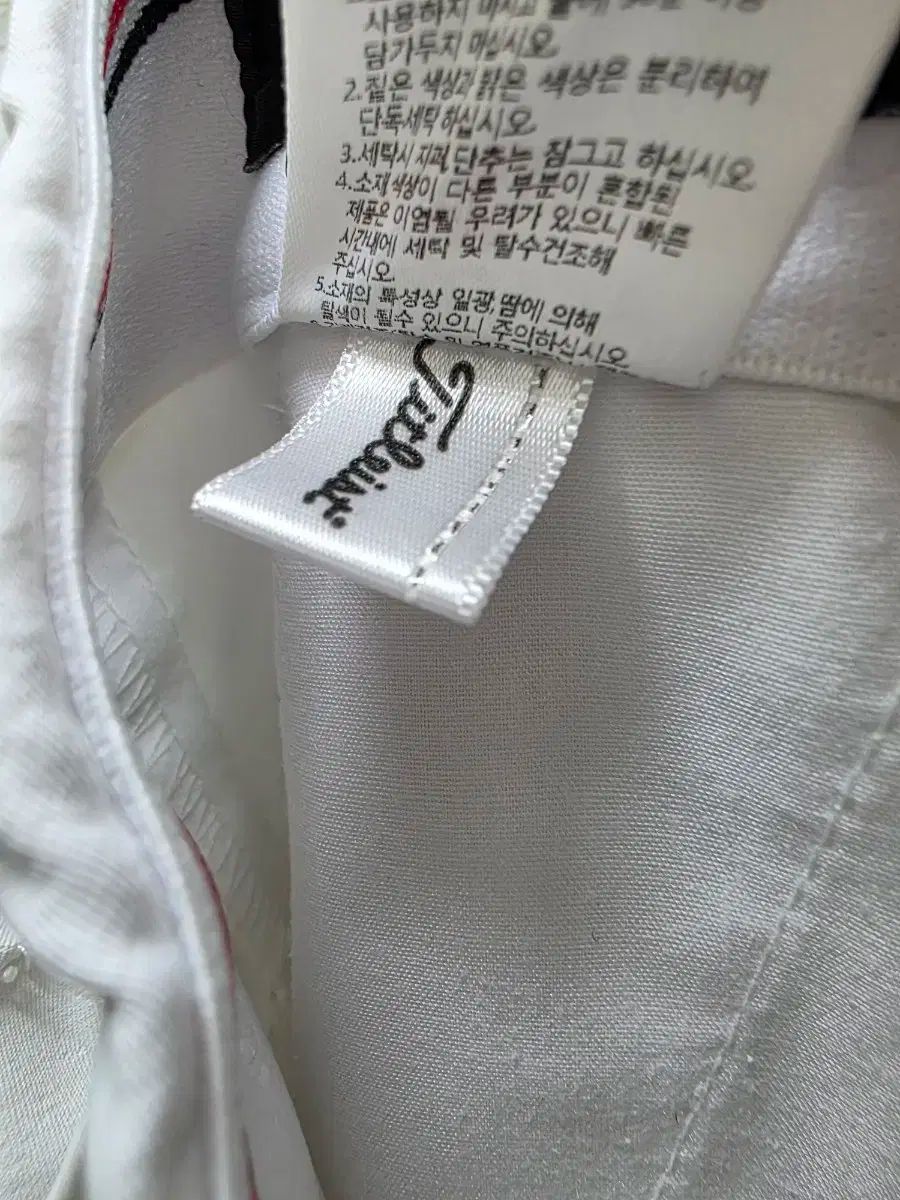 사용하지 마시고 물에
담가두지 마십시오.
2.짙은 색상과 밝은 색상은 분리하여
단독세탁 하십시오.
3.세탁시 지퍼,단추는 잠그고 하십시오.
4.소재 색상이 다른 부분이 혼합된
제품은 이염될 우려가 있으니 빠른
시간내에 세탁 및 탈수건조해
주십시오.
5.소재의 특성상 일광,땀에 의해
탈색이 될수 있으니 주의하십시오.
Titleist